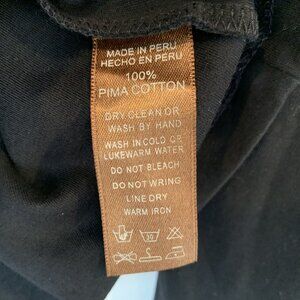 MADE IN PERU
HECHO EN PERU
100%
PIMA COTTON
DRY CLEAN OR
WASH BY HAND
WASH IN COLD OR
LUKEWARM WATER
DO NOT BLEACH
DO NOT WRING
LINE DRY
WARM IRON
30